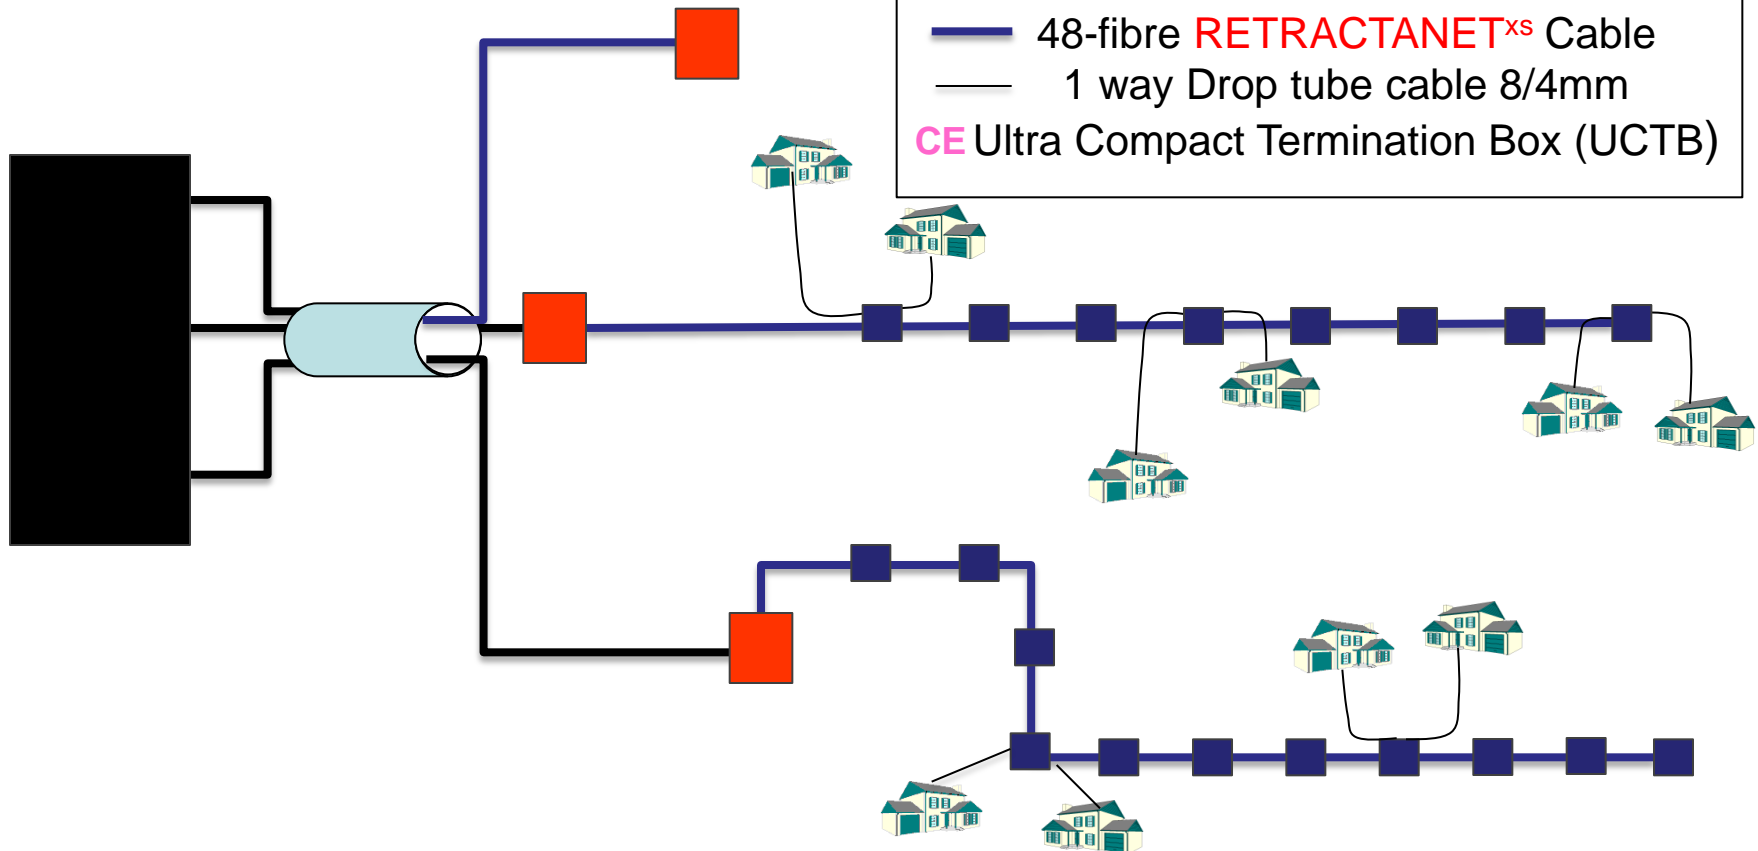 48-fibre RETRACTANETxs Cable
1 way Drop tube cable 8/4mm
CE Ultra Compact Termination Box (UCTB)